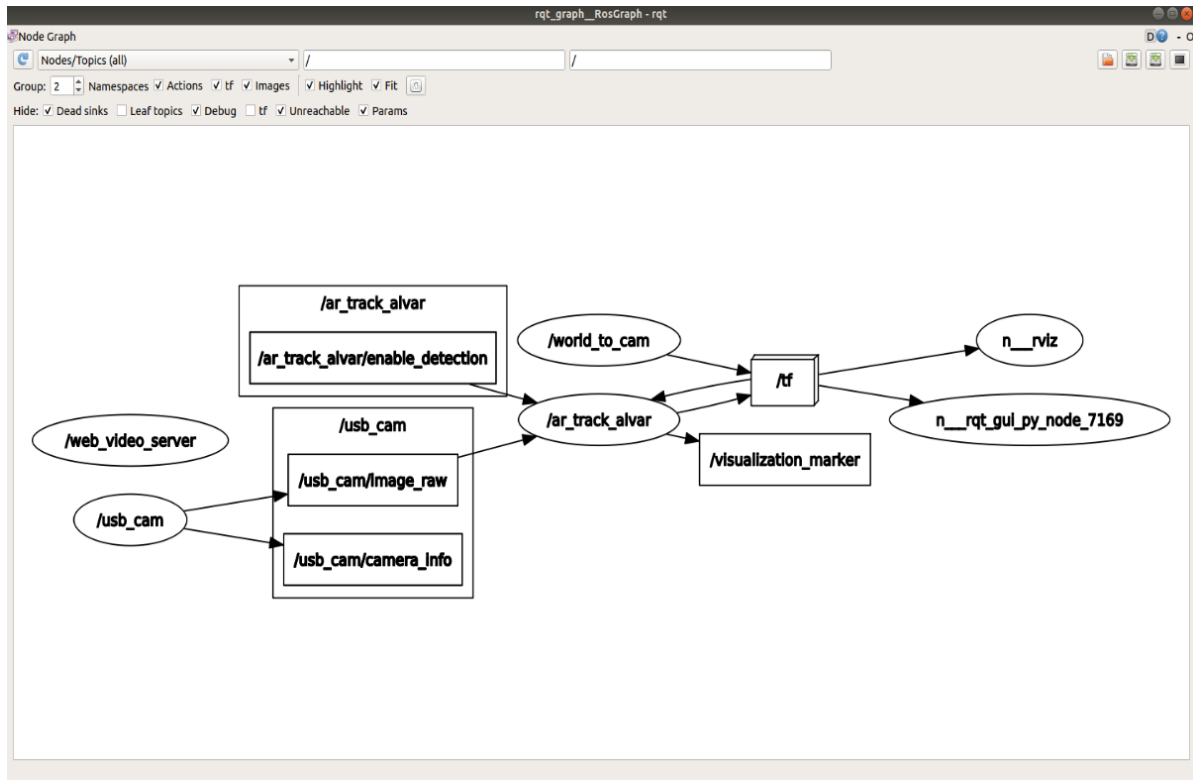 rqt_graph__RosGraph - rqt
Node Graph
D - O
Nodes/Topics (all) / /
Group: 2 Namespaces Actions tf Images Highlight Fit
Hide: Dead sinks Leaf topics Debug tf Unreachable Params
/ar_track_alvar
/ar_track_alvar/enable_detection
/world_to_cam
n__rviz
/tf
/ar_track_alvar
n__rqt_gui_py_node_7169
/usb_cam
/web_video_server
/visualization_marker
/usb_cam/image_raw
/usb_cam
/usb_cam/camera_info